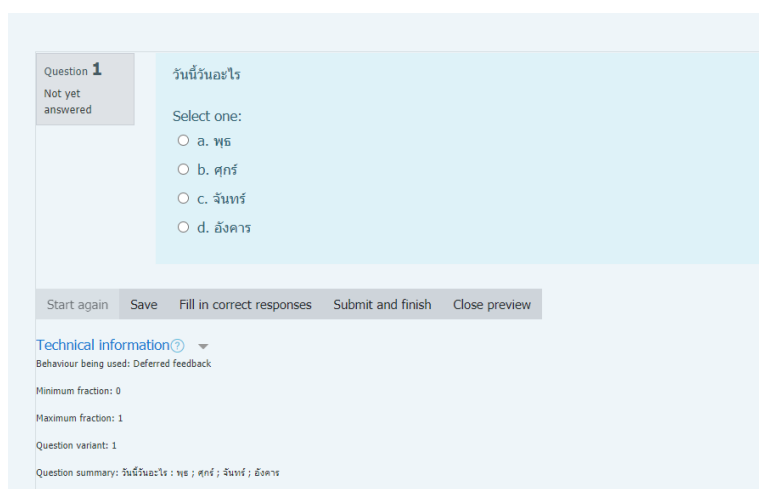 Question 1
Not yet
answered
วันนี้วันอะไร
Select one:
a. พุธ
b. ศุกร์
c. จันทร์
d. อังคาร
Start again Save Fill in correct responses Submit and finish Close preview
Technical information
Behaviour being used: Deferred feedback
Minimum fraction: 0
Maximum fraction: 1
Question variant: 1
Question summary: วันนี้วันอะไร : พุธ ; ศุกร์ ; จันทร์ ; อังคาร